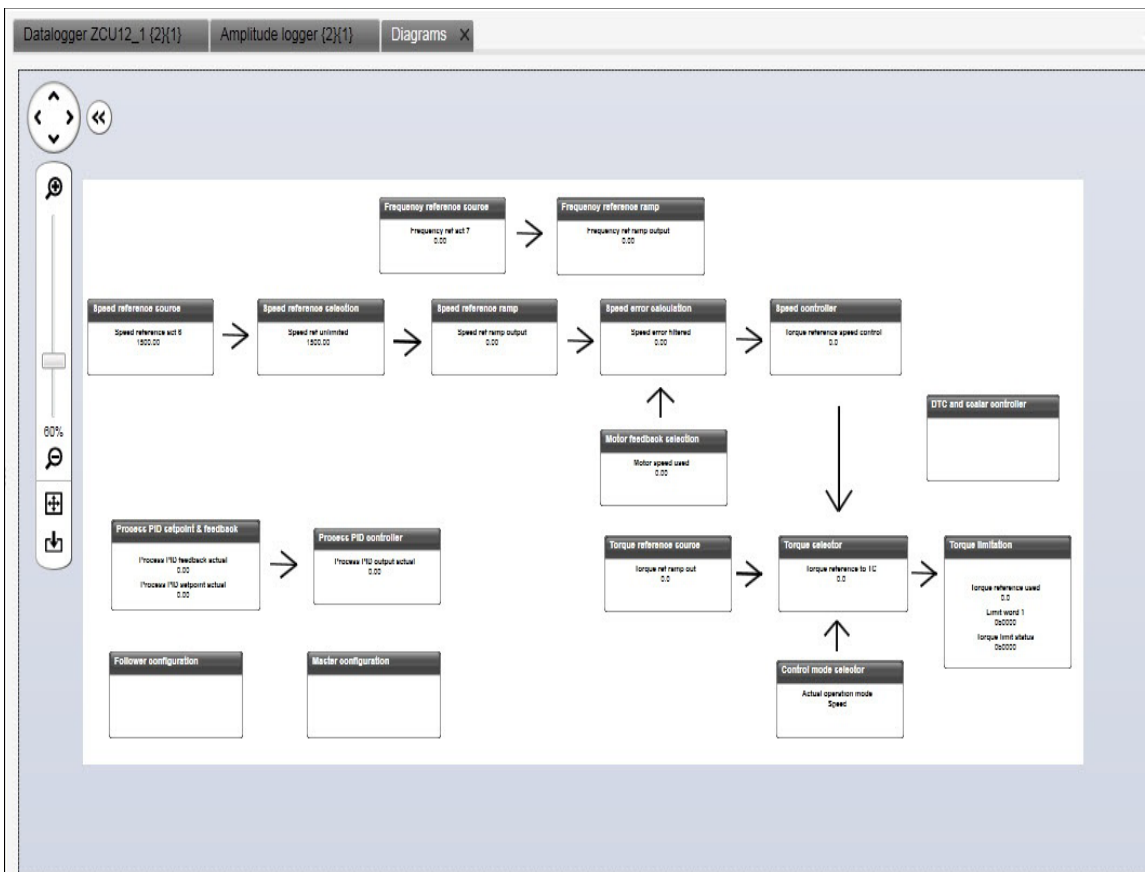 Datalogger ZCU12_1 {2}{1}
Amplitude logger {2}{1}
Diagrams
Frequency reference source
Frequency ref act 7
0.00
Frequency reference ramp
Frequency ref ramp output
0.00
Speed reference source
Speed reference act 6
1500.00
Speed reference selection
Speed ref unlimited
1500.00
Speed reference ramp
Speed ref ramp output
0.00
Speed error calculation
Speed error filtered
0.00
Speed controller
Torque reference speed control
0.0
DTC and scalar controller
60%
Motor feedback selection
Motor speed used
0.00
Process PID setpoint & feedback
Process PID feedback actual
0.00
Process PID setpoint actual
0.00
Process PID controller
Process PID output actual
0.00
Torque reference source
Torque ref ramp out
0.0
Torque selector
Torque reference to TC
0.0
Torque limitation
Torque reference used
0.0
Limit word 1
0b0000
Torque limit status
0b0000
Follower configuration
Master configuration
Control mode selector
Actual operation mode
Speed